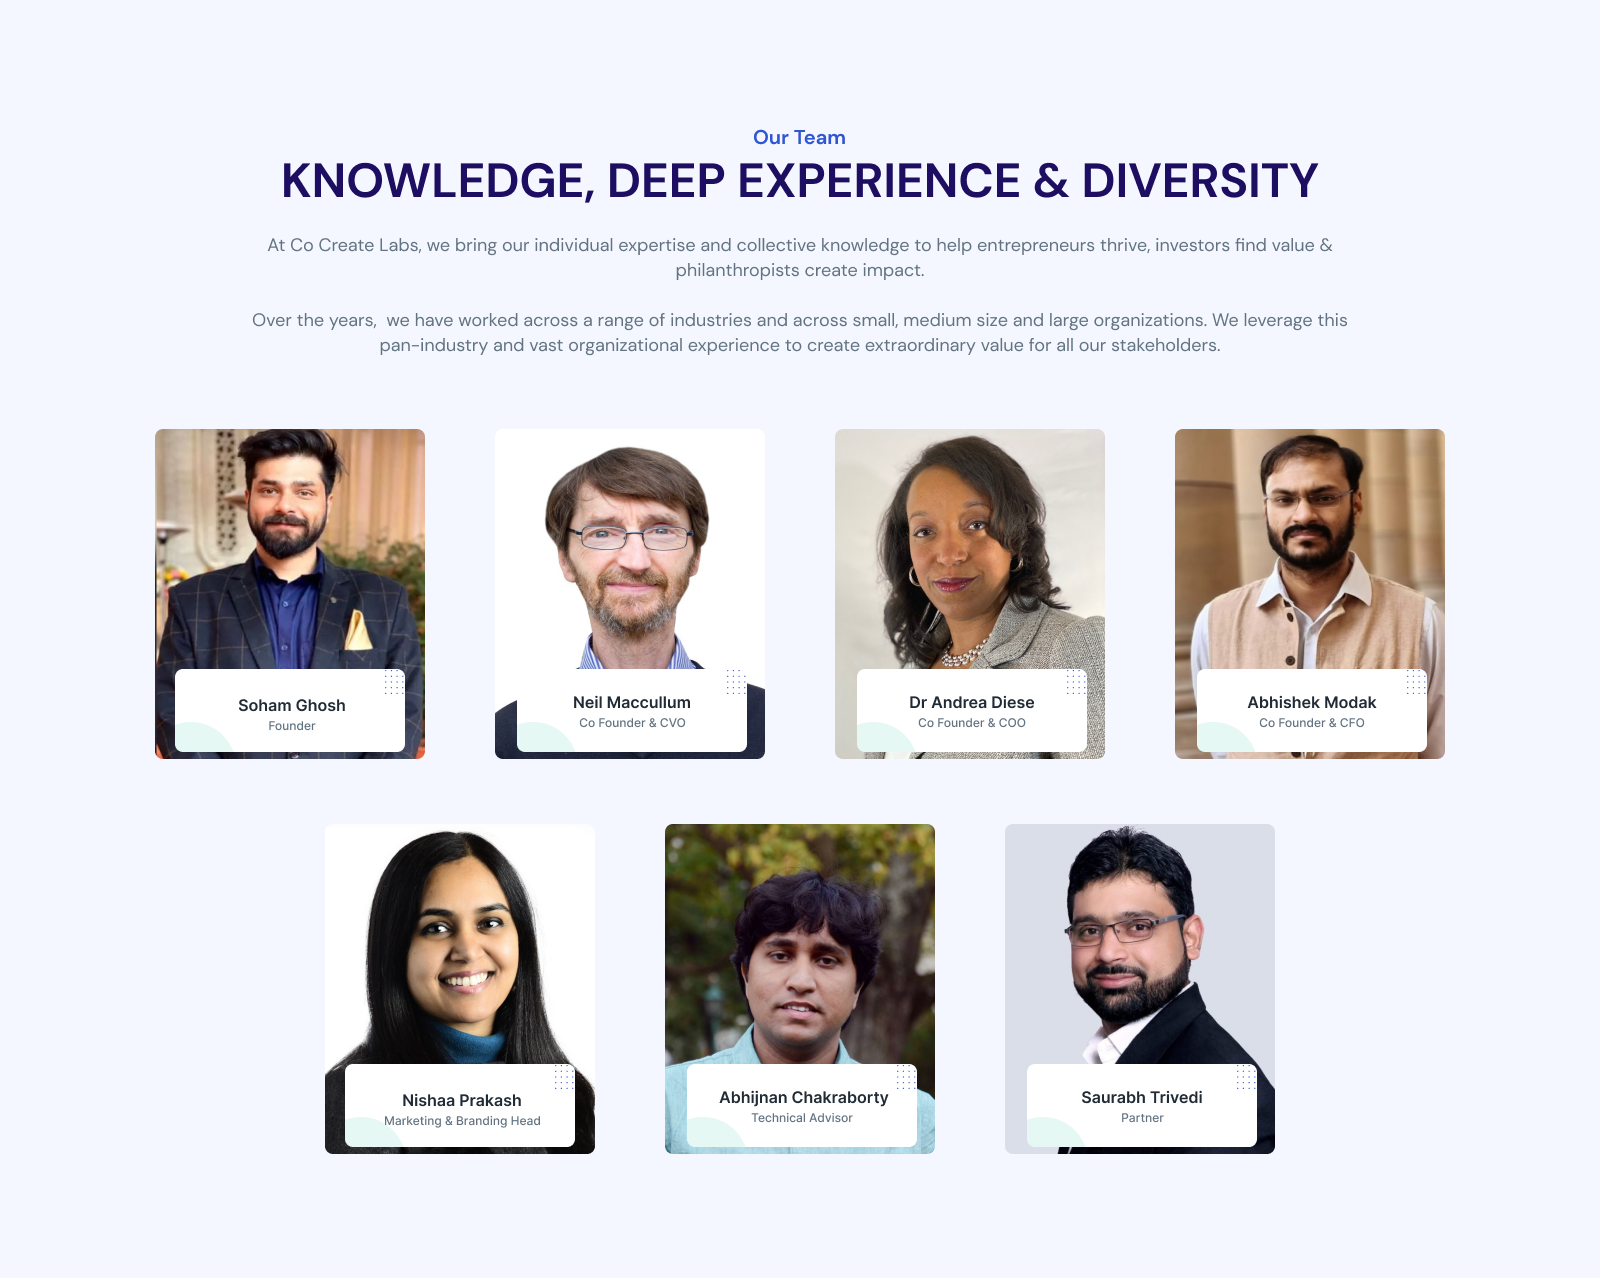 Our Team
KNOWLEDGE, DEEP EXPERIENCE & DIVERSITY
At Co Create Labs, we bring our individual expertise and collective knowledge to help entrepreneurs thrive, investors find value &
philanthropists create impact.
Over the years,  we have worked across a range of industries and across small, medium size and large organizations. We leverage this
pan-industry and vast organizational experience to create extraordinary value for all our stakeholders.
Soham Ghosh
Founder
Neil Maccullum
Co Founder & CVO
Dr Andrea Diese
Co Founder & COO
Abhishek Modak
Co Founder & CFO
Nishaa Prakash
Marketing & Branding Head
Abhijnan Chakraborty
Technical Advisor
Saurabh Trivedi
Partner